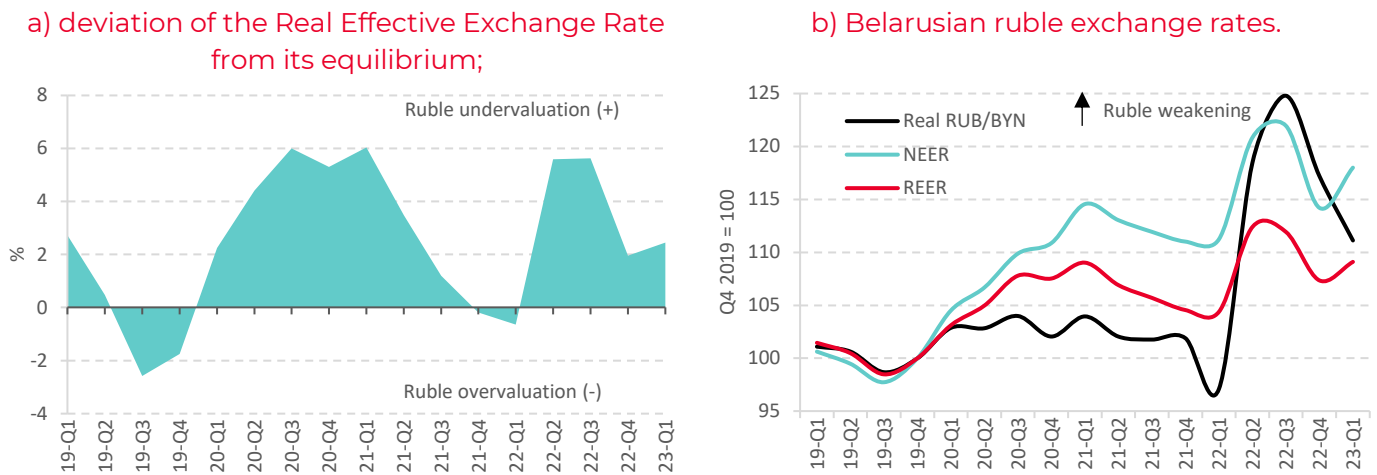 a) deviation of the Real Effective Exchange Rate
from its equilibrium;
8
6
4
2
0
-2
-4
%
Ruble undervaluation (+)
Ruble overvaluation (-)
19-Q1
19-Q2
19-Q3
19-Q4
20-Q1
20-Q2
20-Q3
20-Q4
21-Q1
21-Q2
21-Q3
21-Q4
22-Q1
22-Q2
22-Q3
22-Q4
23-Q1
b) Belarusian ruble exchange rates.
125
120
115
110
105
100
95
Q4 2019 = 100
Real RUB/BYN
NEER
REER
Ruble weakening
19-Q1
19-Q2
19-Q3
19-Q4
20-Q1
20-Q2
20-Q3
20-Q4
21-Q1
21-Q2
21-Q3
21-Q4
22-Q1
22-Q2
22-Q3
22-Q4
23-Q1